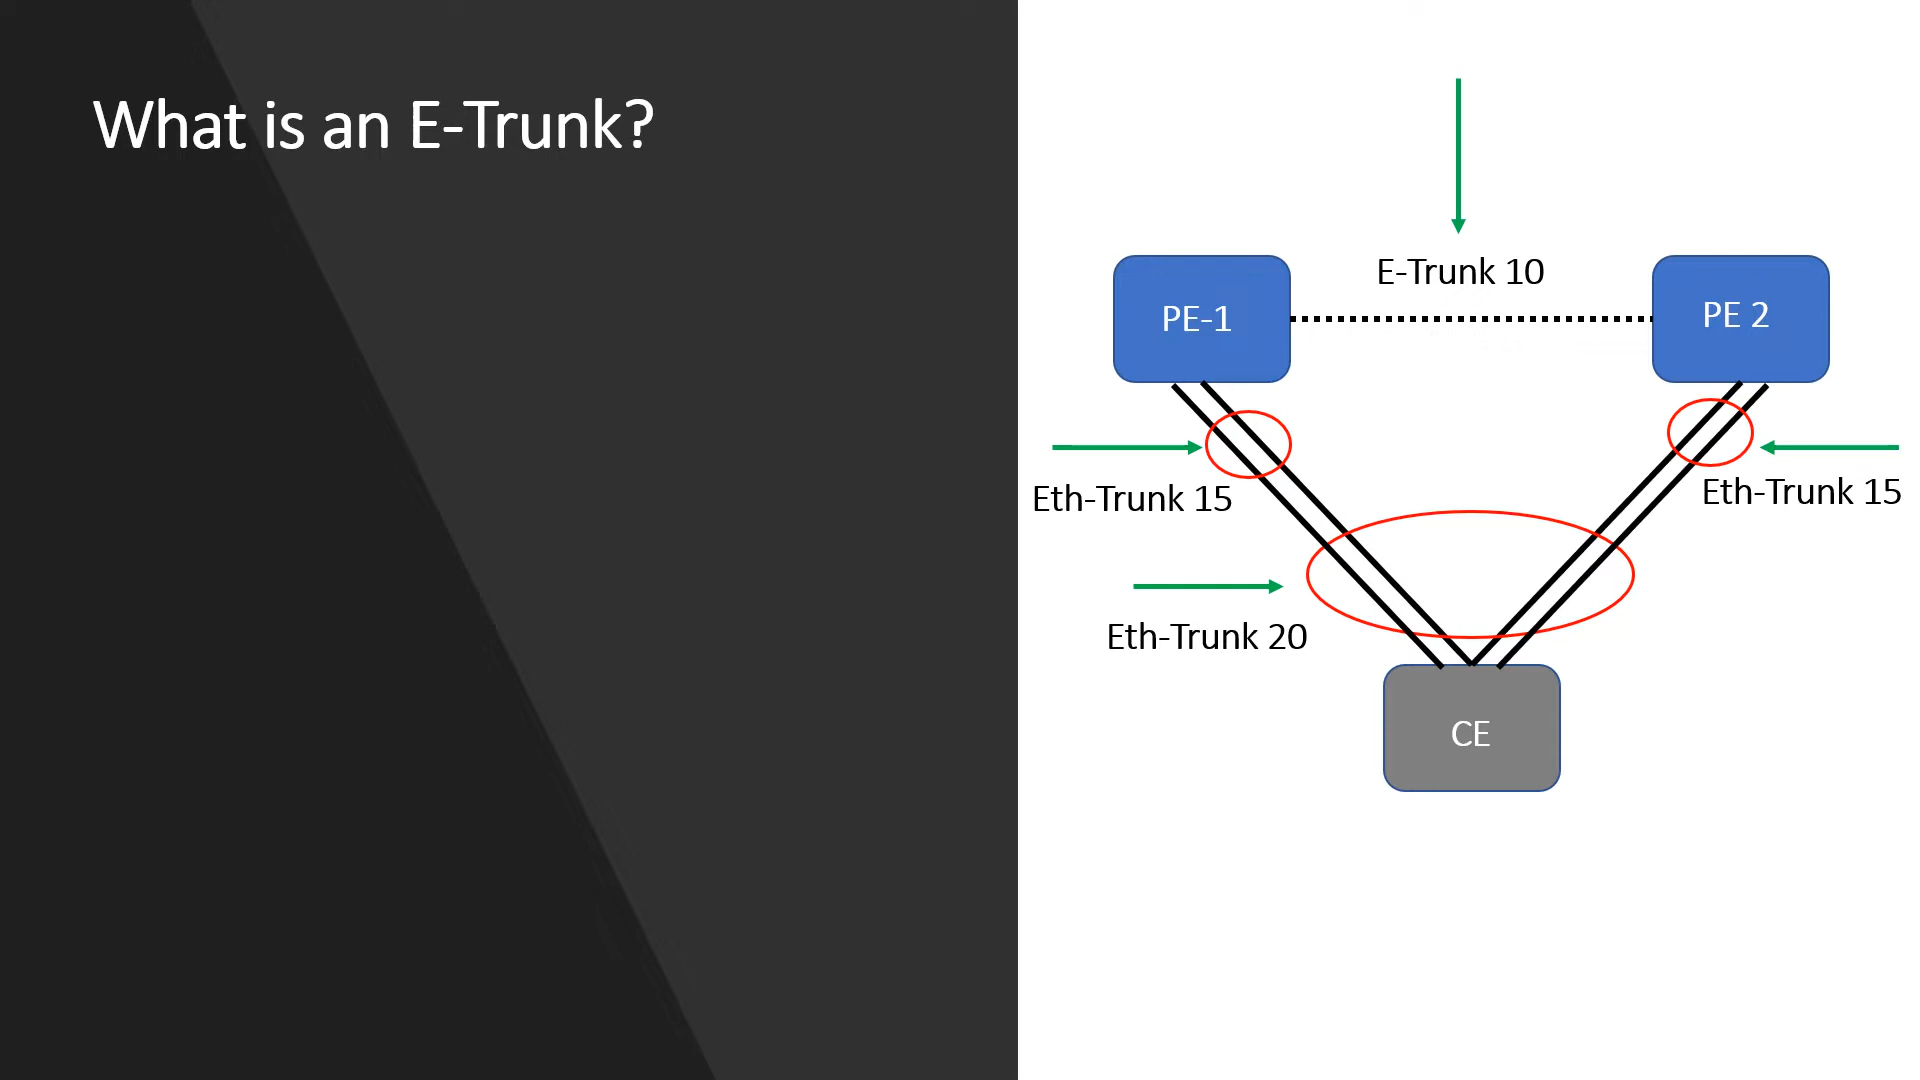 What is an E-Trunk?
E-Trunk 10
PE-1
PE 2
Eth-Trunk 15
Eth-Trunk 15
Eth-Trunk 20
CE